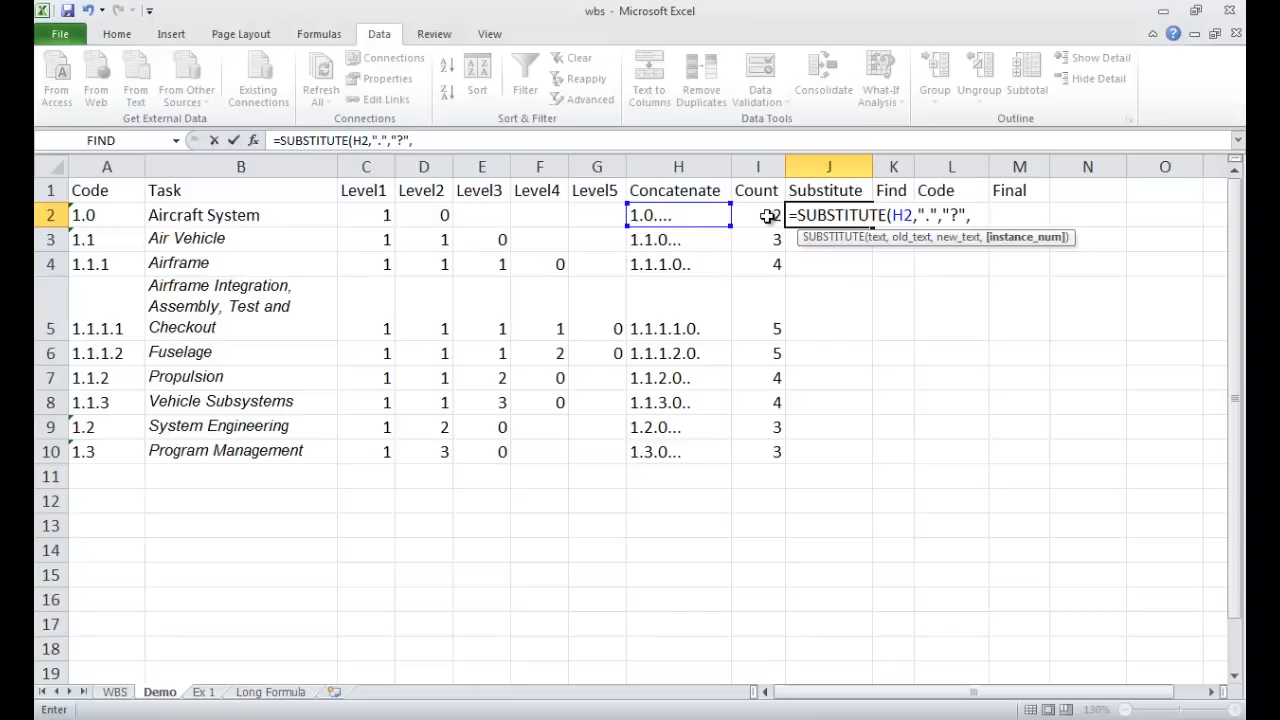 wbs - Microsoft Excel
File Home Insert Page Layout Formulas Data Review View
From Access
From Web
From Text
From Other Sources
Existing Connections
Get External Data
Refresh All
Connections
Properties
Edit Links
Connections
Sort
Filter
Clear
Reapply
Advanced
Sort & Filter
Text to Columns
Remove Duplicates
Data Validation
Consolidate
What-If Analysis
Data Tools
Group
Ungroup
Subtotal
Show Detail
Hide Detail
Outline
FIND =SUBSTITUTE(H2,".","?",
A B C D E F G H I J K L M N O
1 Code Task Level1 Level2 Level3 Level4 Level5 Concatenate Count Substitute Find Code Final
2 1.0 Aircraft System 1 0 1.0.... 2 =SUBSTITUTE(H2,".","?",
SUBSTITUTE(text, old_text, new_text, [instance_num])
3 1.1 Air Vehicle 1 1 0 1.1.0... 3
4 1.1.1 Airframe 1 1 1 0 1.1.1.0.. 4
Airframe Integration,
Assembly, Test and
5 1.1.1.1 Checkout 1 1 1 1 0 1.1.1.1.0. 5
6 1.1.1.2 Fuselage 1 1 1 2 0 1.1.1.2.0. 5
7 1.1.2 Propulsion 1 1 2 0 1.1.2.0.. 4
8 1.1.3 Vehicle Subsystems 1 1 3 0 1.1.3.0.. 4
9 1.2 System Engineering 1 2 0 1.2.0... 3
10 1.3 Program Management 1 3 0 1.3.0... 3
11
12
13
14
15
16
17
18
19
WBS Demo Ex 1 Long Formula
Enter 130%